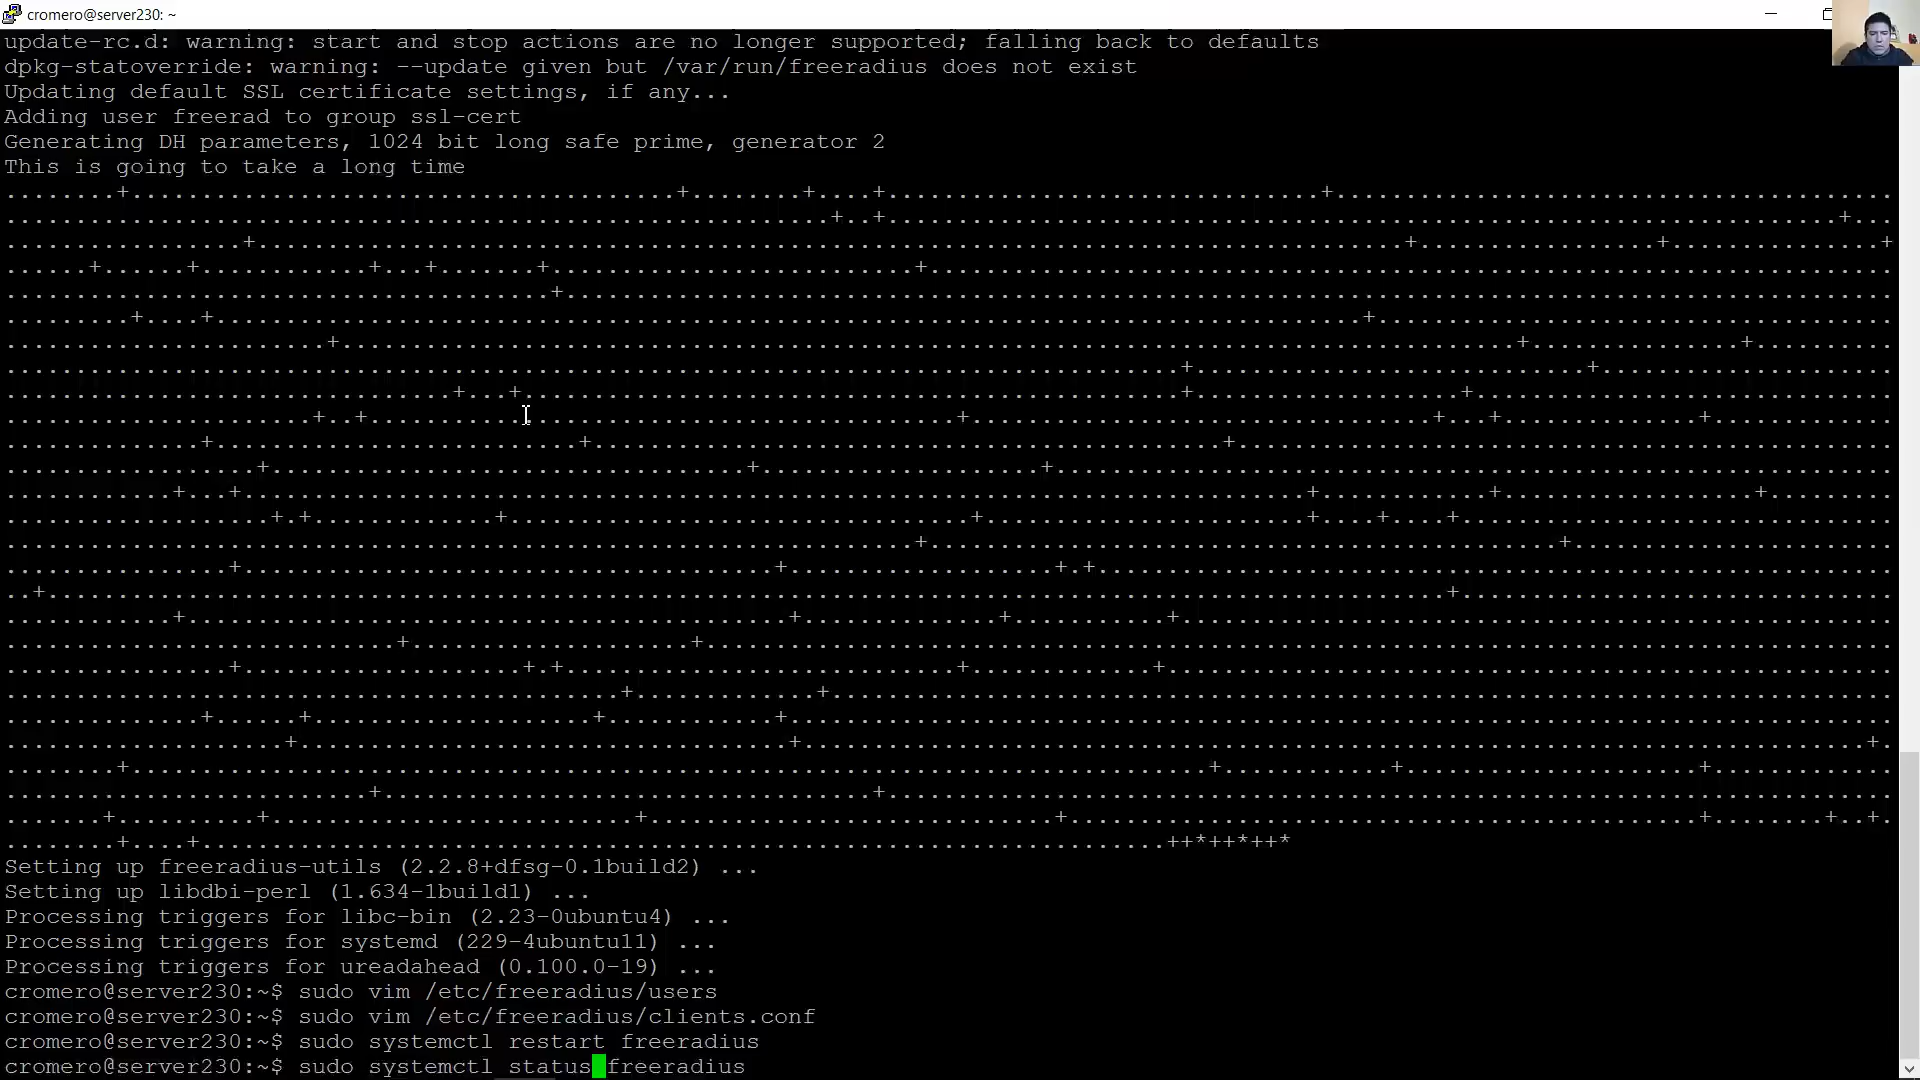 cromero@server230: ~
update-rc.d: warning: start and stop actions are no longer supported; falling back to defaults
dpkg-statoverride: warning: --update given but /var/run/freeradius does not exist
Updating default SSL certificate settings, if any...
Adding user freerad to group ssl-cert
Generating DH parameters, 1024 bit long safe prime, generator 2
This is going to take a long time
++*++*++*
Setting up freeradius-utils (2.2.8+dfsg-0.1build2) ...
Setting up libdbi-perl (1.634-1build1) ...
Processing triggers for libc-bin (2.23-0ubuntu4) ...
Processing triggers for systemd (229-4ubuntu11) ...
Processing triggers for ureadahead (0.100.0-19) ...
cromero@server230:~$ sudo vim /etc/freeradius/users
cromero@server230:~$ sudo vim /etc/freeradius/clients.conf
cromero@server230:~$ sudo systemctl restart freeradius
cromero@server230:~$ sudo systemctl status freeradius